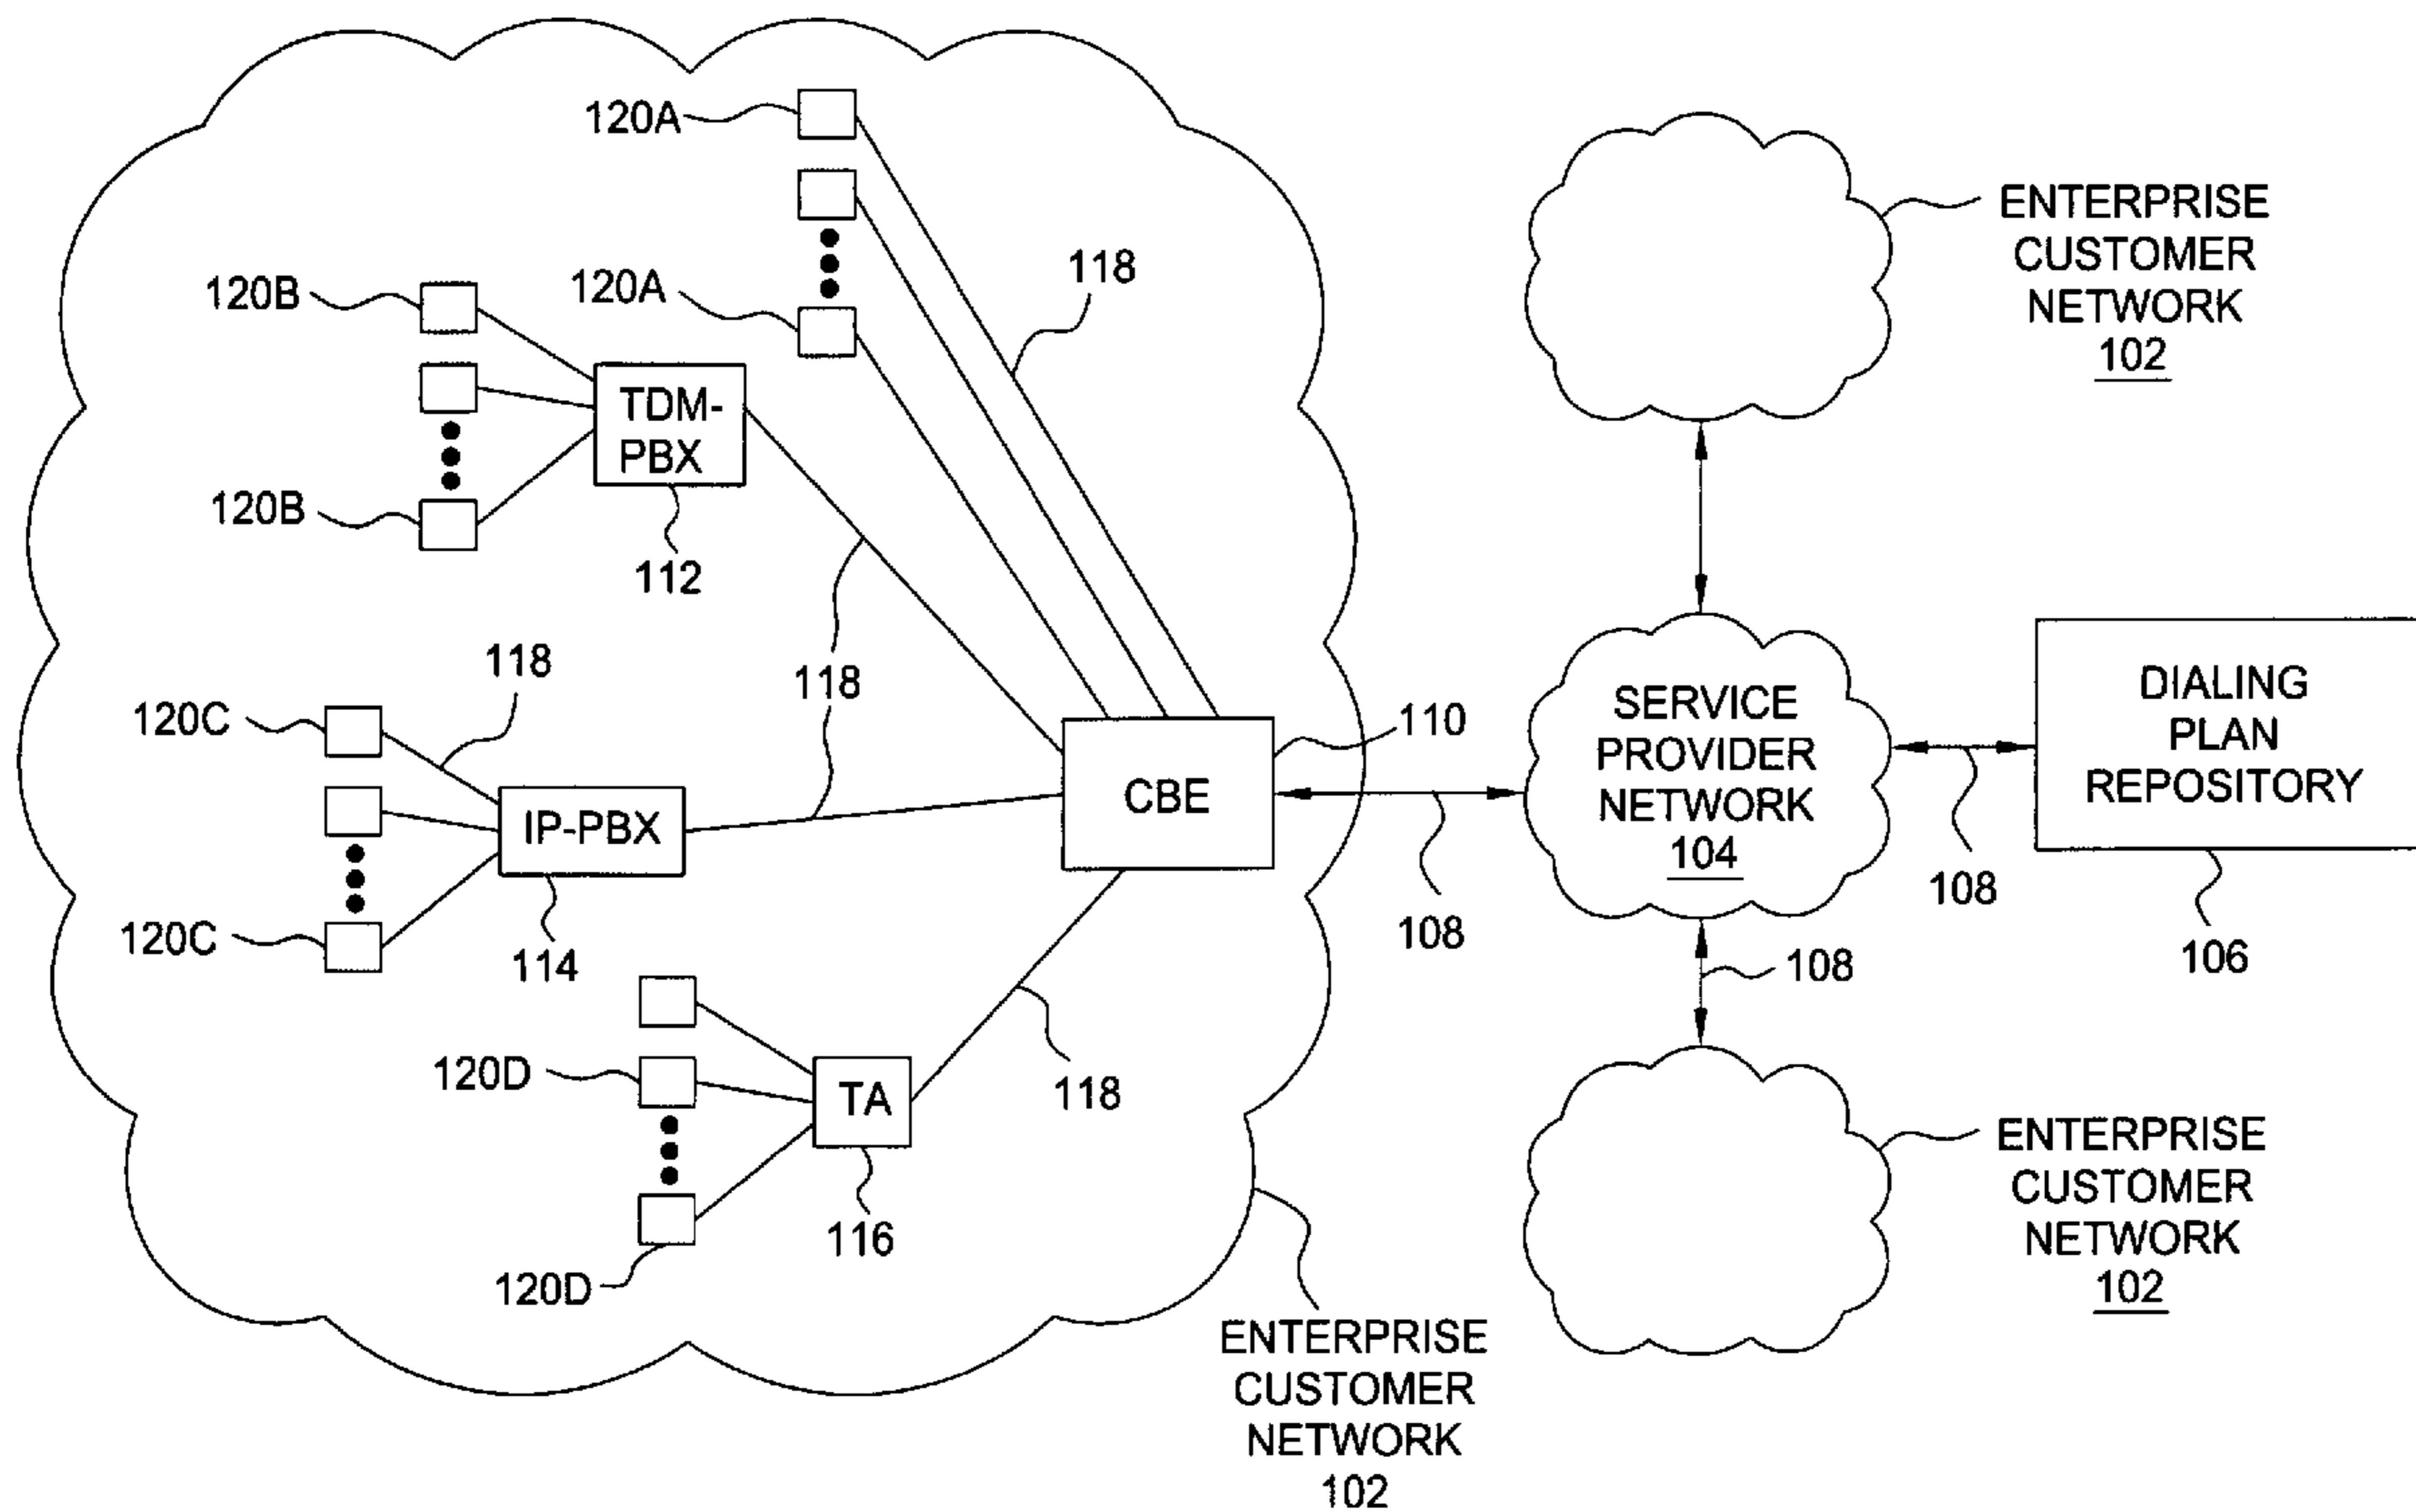 120A
120A
118
120B
TDM-
PBX
120B
112
118
118
120C
IP-PBX
120C
114
CBE
110
108
120D
TA
118
116
120D
ENTERPRISE
CUSTOMER
NETWORK
102
ENTERPRISE
CUSTOMER
NETWORK
102
SERVICE
PROVIDER
NETWORK
104
108
DIALING
PLAN
REPOSITORY
106
108
ENTERPRISE
CUSTOMER
NETWORK
102